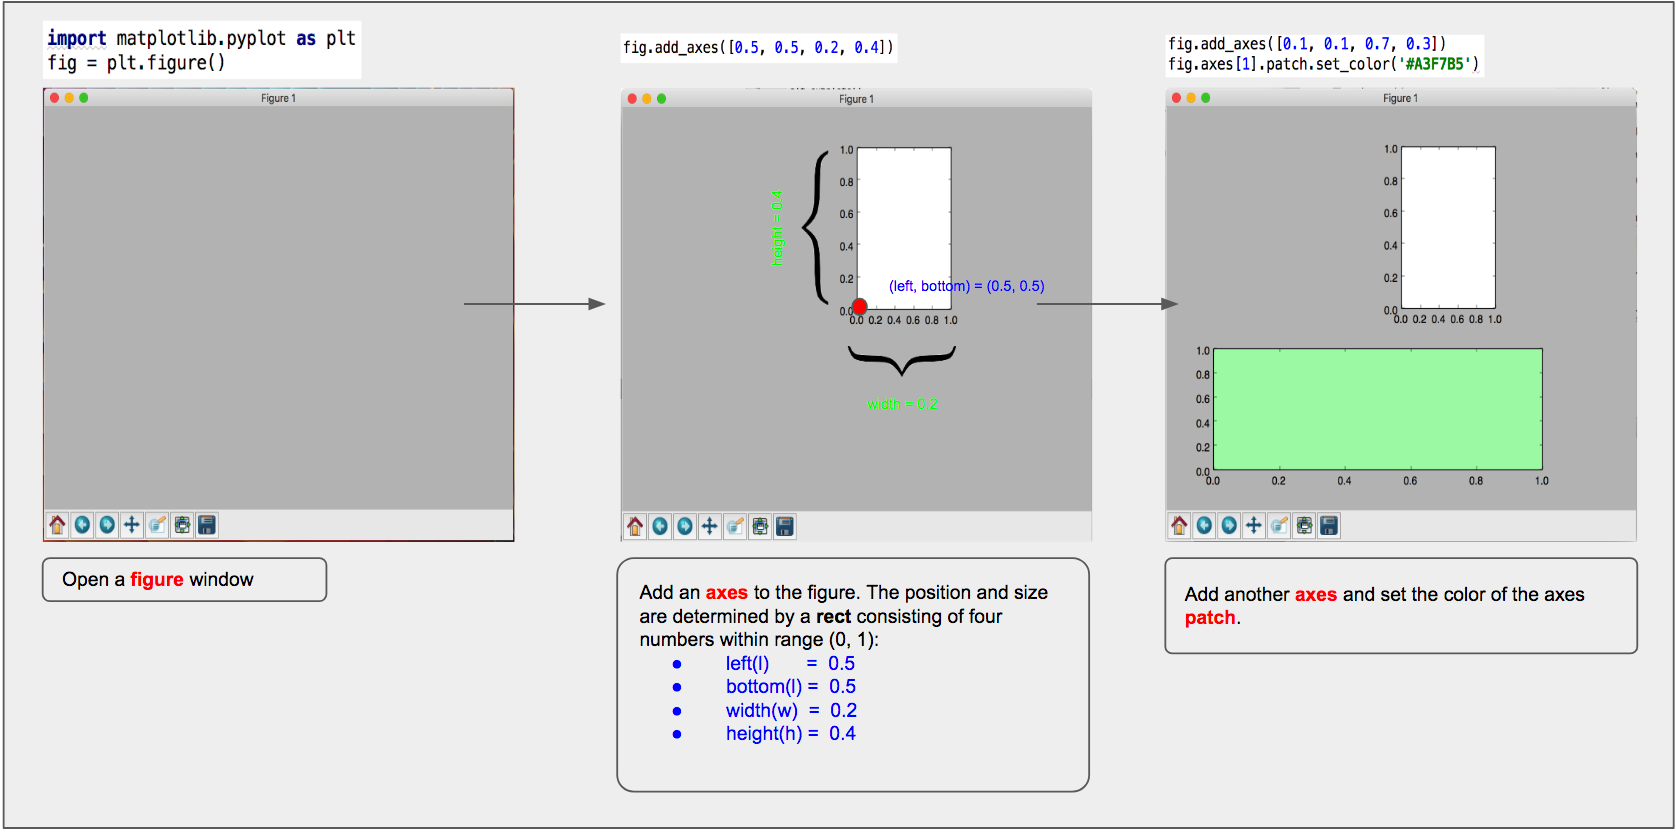 import matplotlib.pyplot as plt
fig = plt.figure()
Figure 1
Open a figure window
fig.add_axes([0.5, 0.5, 0.2, 0.4])
Figure 1
1.0
0.8
0.6
0.4
0.2
0.0
0.0 0.2 0.4 0.6 0.8 1.0
height = 0.4
(left, bottom) = (0.5, 0.5)
width = 0.2
Add an axes to the figure. The position and size
are determined by a rect consisting of four
numbers within range (0, 1):
● left(l) = 0.5
● bottom(l) = 0.5
● width(w) = 0.2
● height(h) = 0.4
fig.add_axes([0.1, 0.1, 0.7, 0.3])
fig.axes[1].patch.set_color('#A3F7B5')
Figure 1
1.0
0.8
0.6
0.4
0.2
0.0
0.0 0.2 0.4 0.6 0.8 1.0
1.0
0.8
0.6
0.4
0.2
0.0
0.0 0.2 0.4 0.6 0.8 1.0
Add another axes and set the color of the axes
patch.